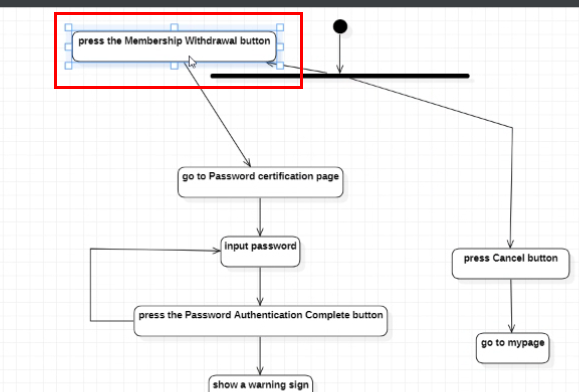 press the Membership Withdrawal button
go to Password certification page
input password
press Cancel button
press the Password Authentication Complete button
go to mypage
show a warning sign